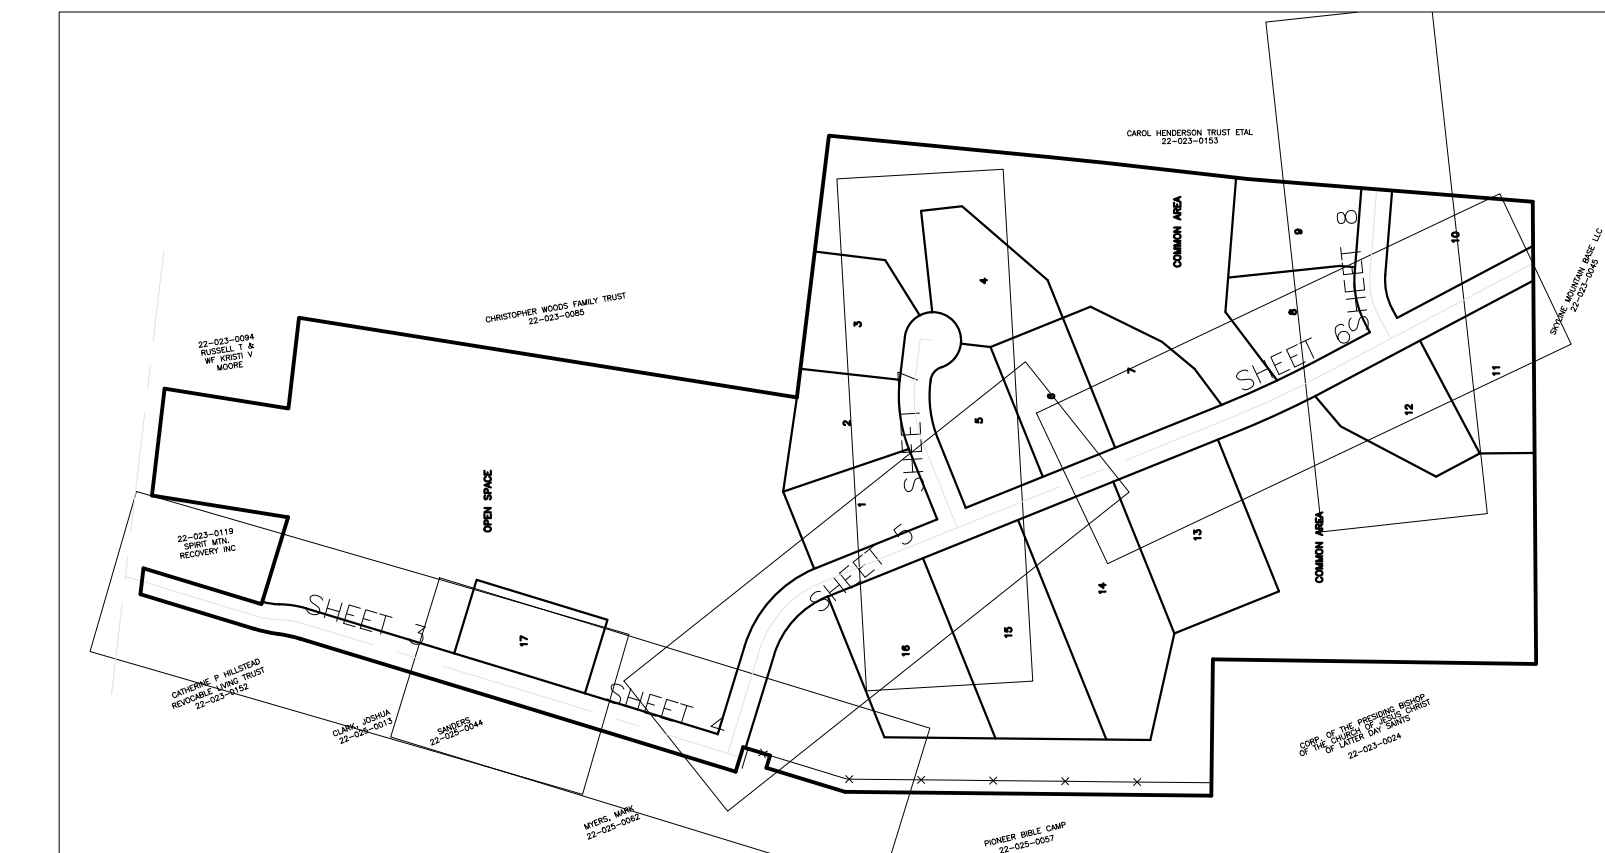 CAROL HENDERSON TRUST ETAL
22-023-0153
COMMON AREA
9
SHEET 8
10
SKYLINE MOUNTAIN BASE LLC
22-023-0045
4
CHRISTOPHER WOODS FAMILY TRUST
22-023-0085
3
8
22-023-0094
RUSSELL T &
WF KRISTI V
MOORE
SHEET 6
7
11
6
12
2
5
SHEET 7
OPEN SPACE
1
COMMON AREA
13
22-023-0119
SPIRIT MTN.
RECOVERY INC
SHEET 5
14
SHEET 3
17
15
16
CATHERINE P HILLSTEAD
REVOCABLE LIVING TRUST
22-023-0152
SHEET 4
CLARK, JOSHUA
22-025-0013
SANDERS
22-025-0044
CORP. OF THE PRESIDING BISHOP
OF THE CHURCH OF JESUS CHRIST
OF LATTER DAY SAINTS
22-023-0024
MYERS, MARK
22-025-0062
PIONEER BIBLE CAMP
22-025-0057